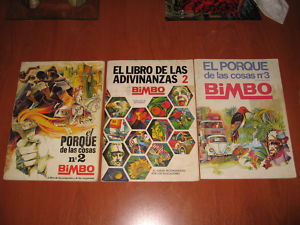 el
PORQUE
de las cosas
nº2
BIMBO
EL LIBRO DE LAS
ADIVINANZAS 2
BIMBO
EL PORQUE
de las cosas nº3
BIMBO